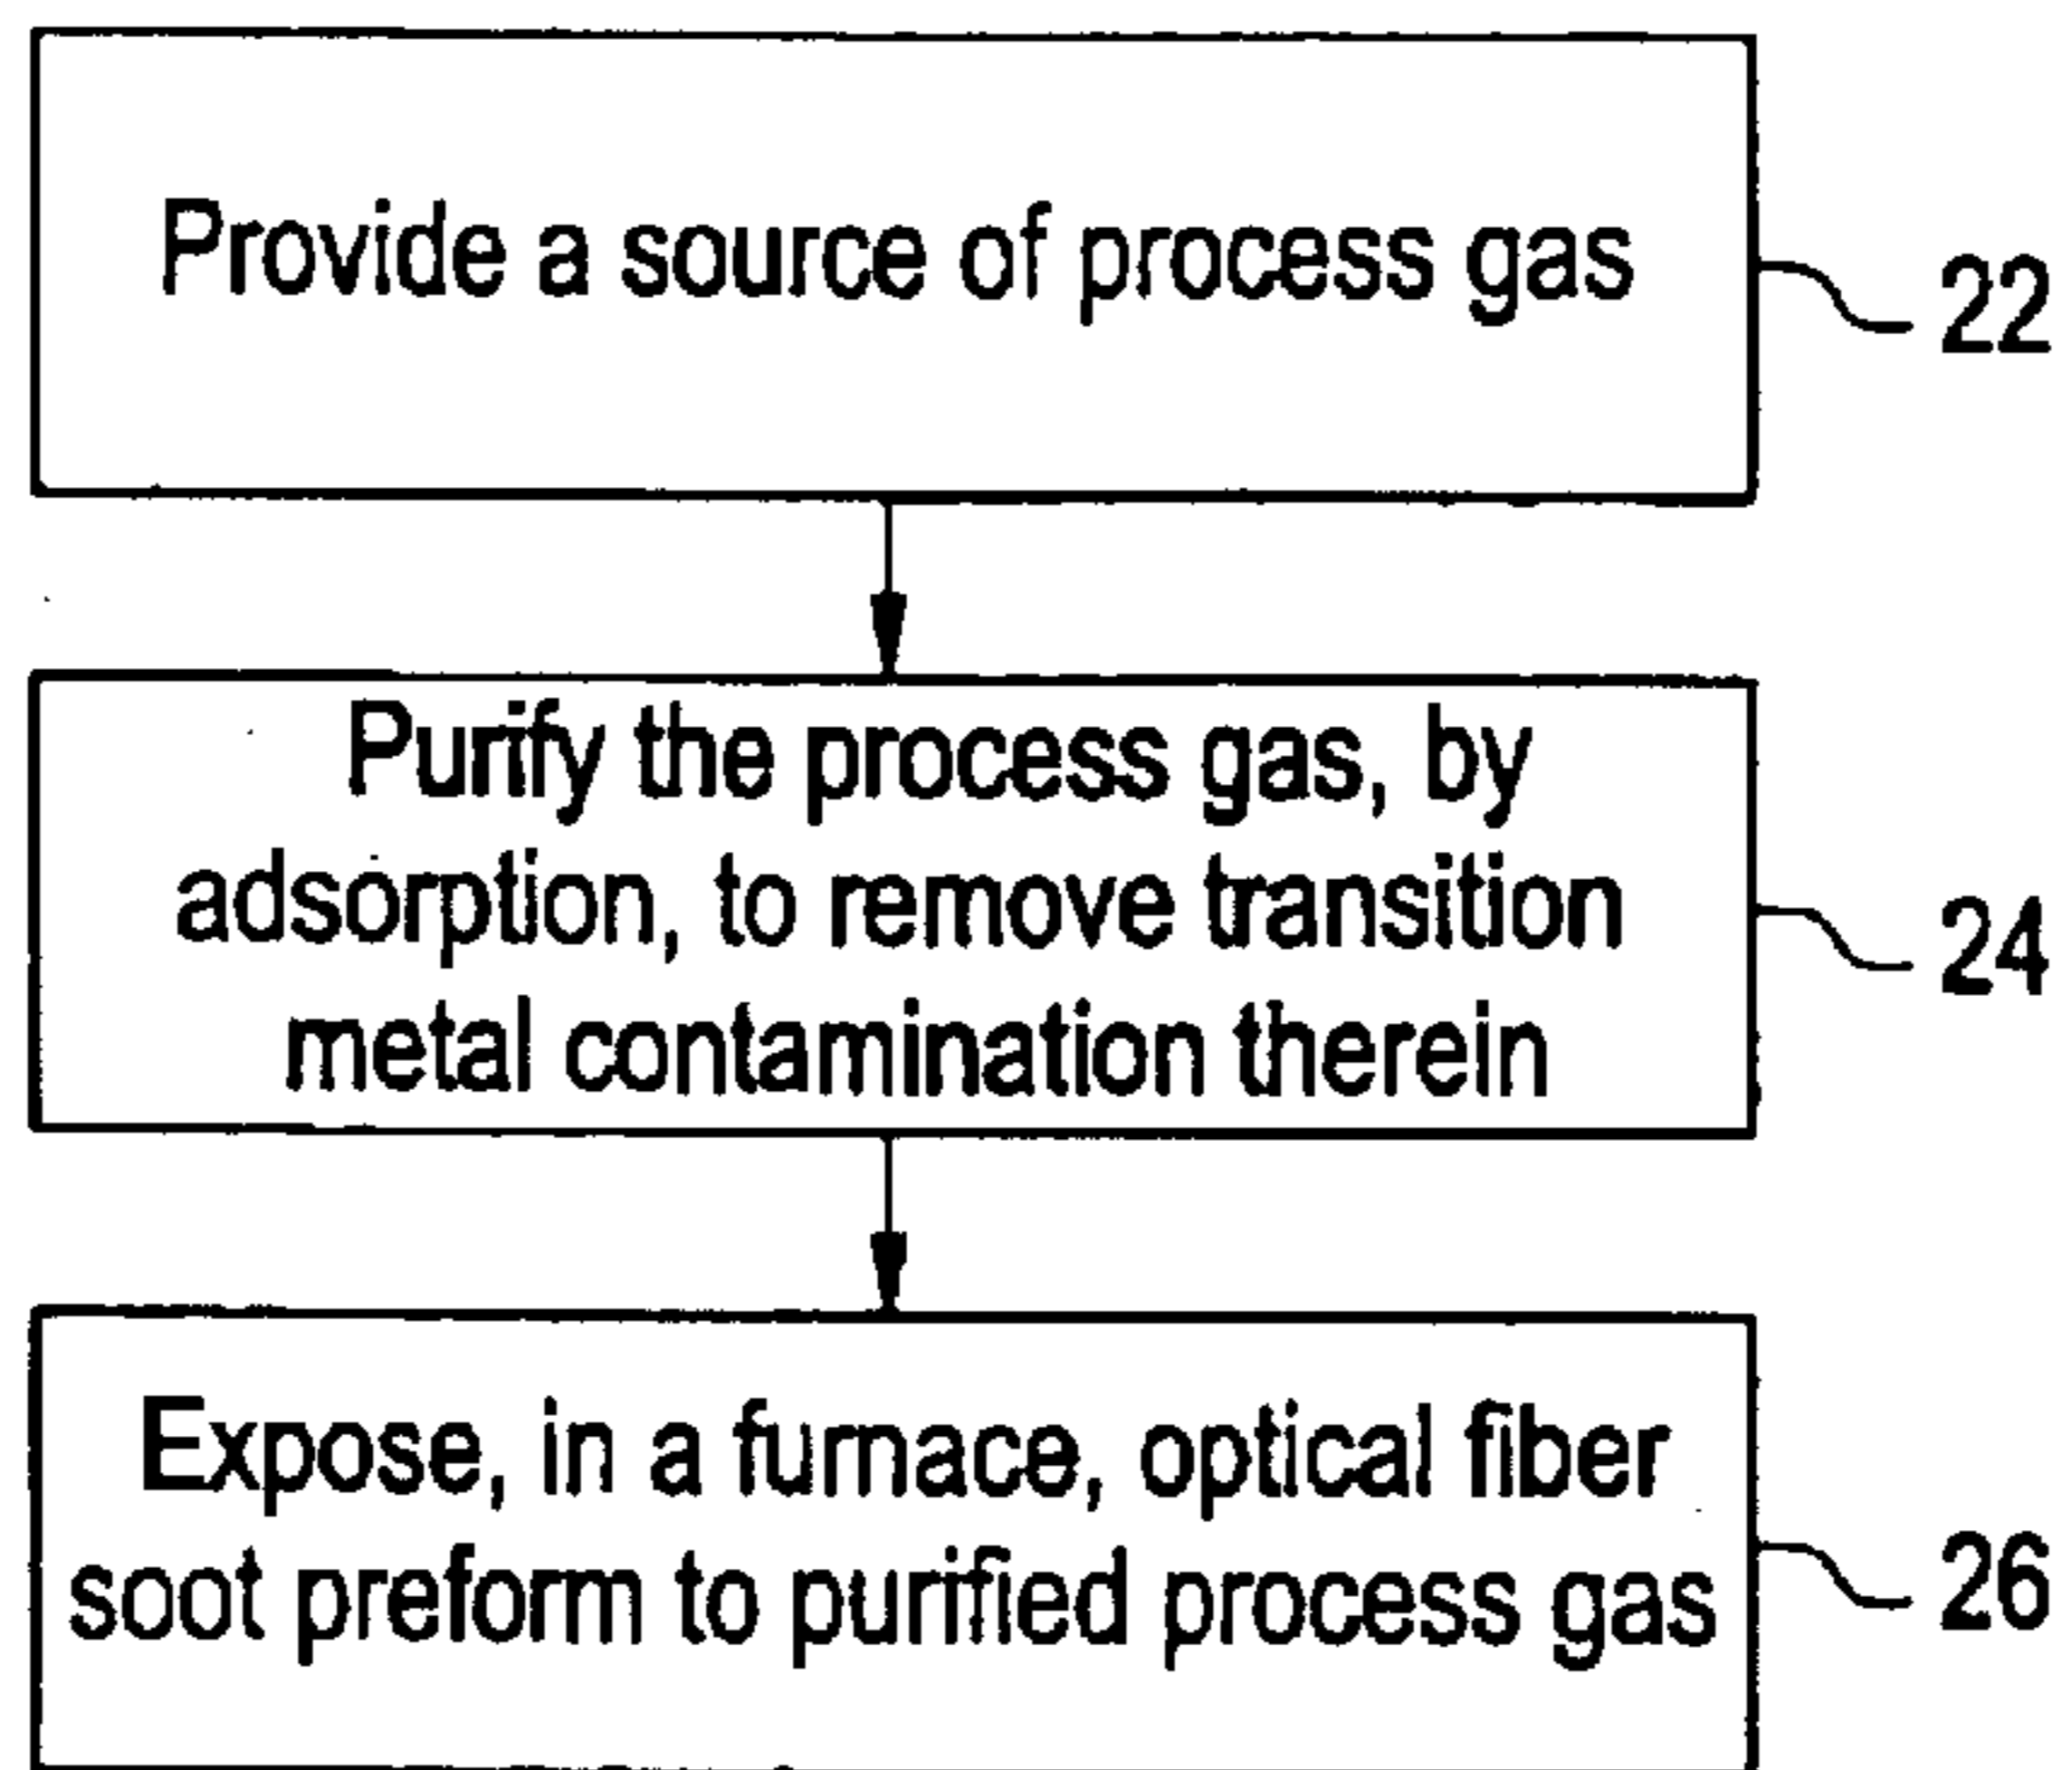 Provide a source of process gas
22
Purify the process gas, by
adsorption, to remove transition
metal contamination therein
24
Expose, in a furnace, optical fiber
soot preform to purified process gas
26